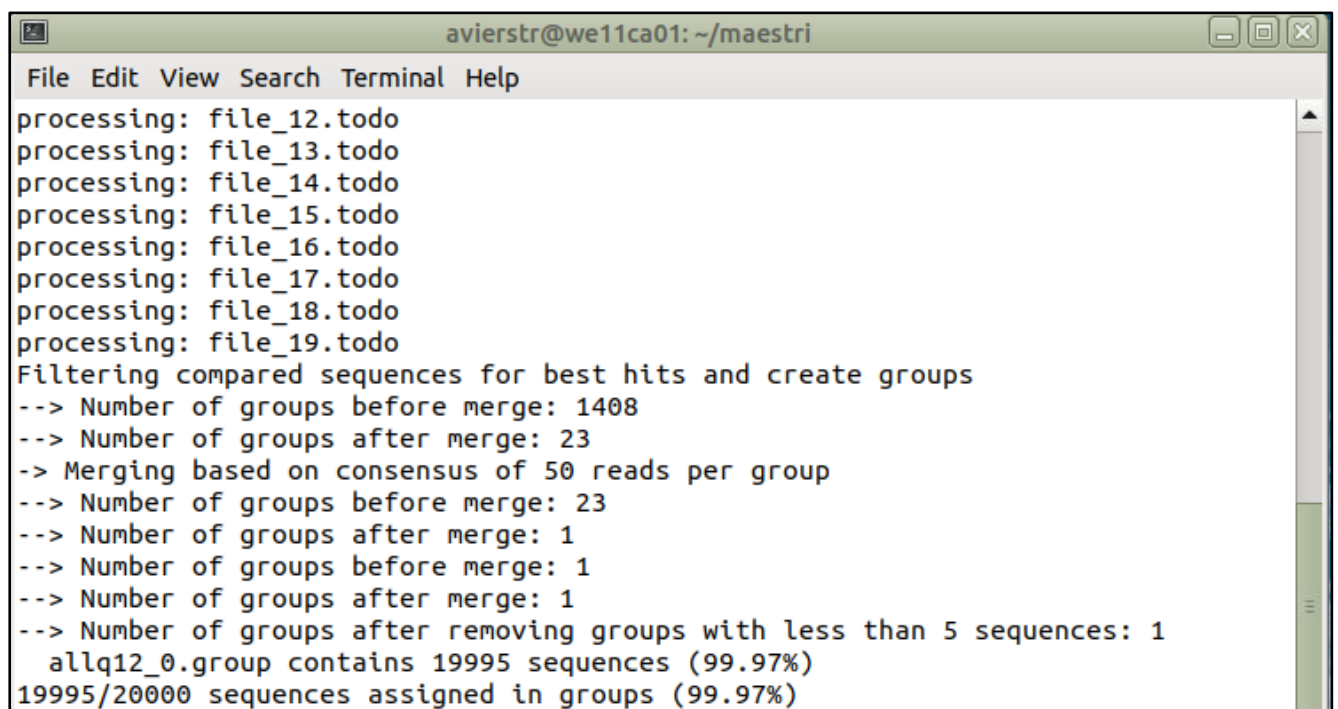 avierstr@we11ca01: ~/maestri
File Edit View Search Terminal Help
processing: file_12.todo
processing: file_13.todo
processing: file_14.todo
processing: file_15.todo
processing: file_16.todo
processing: file_17.todo
processing: file_18.todo
processing: file_19.todo
Filtering compared sequences for best hits and create groups
--> Number of groups before merge: 1408
--> Number of groups after merge: 23
-> Merging based on consensus of 50 reads per group
--> Number of groups before merge: 23
--> Number of groups after merge: 1
--> Number of groups before merge: 1
--> Number of groups after merge: 1
--> Number of groups after removing groups with less than 5 sequences: 1
  allq12_0.group contains 19995 sequences (99.97%)
19995/20000 sequences assigned in groups (99.97%)